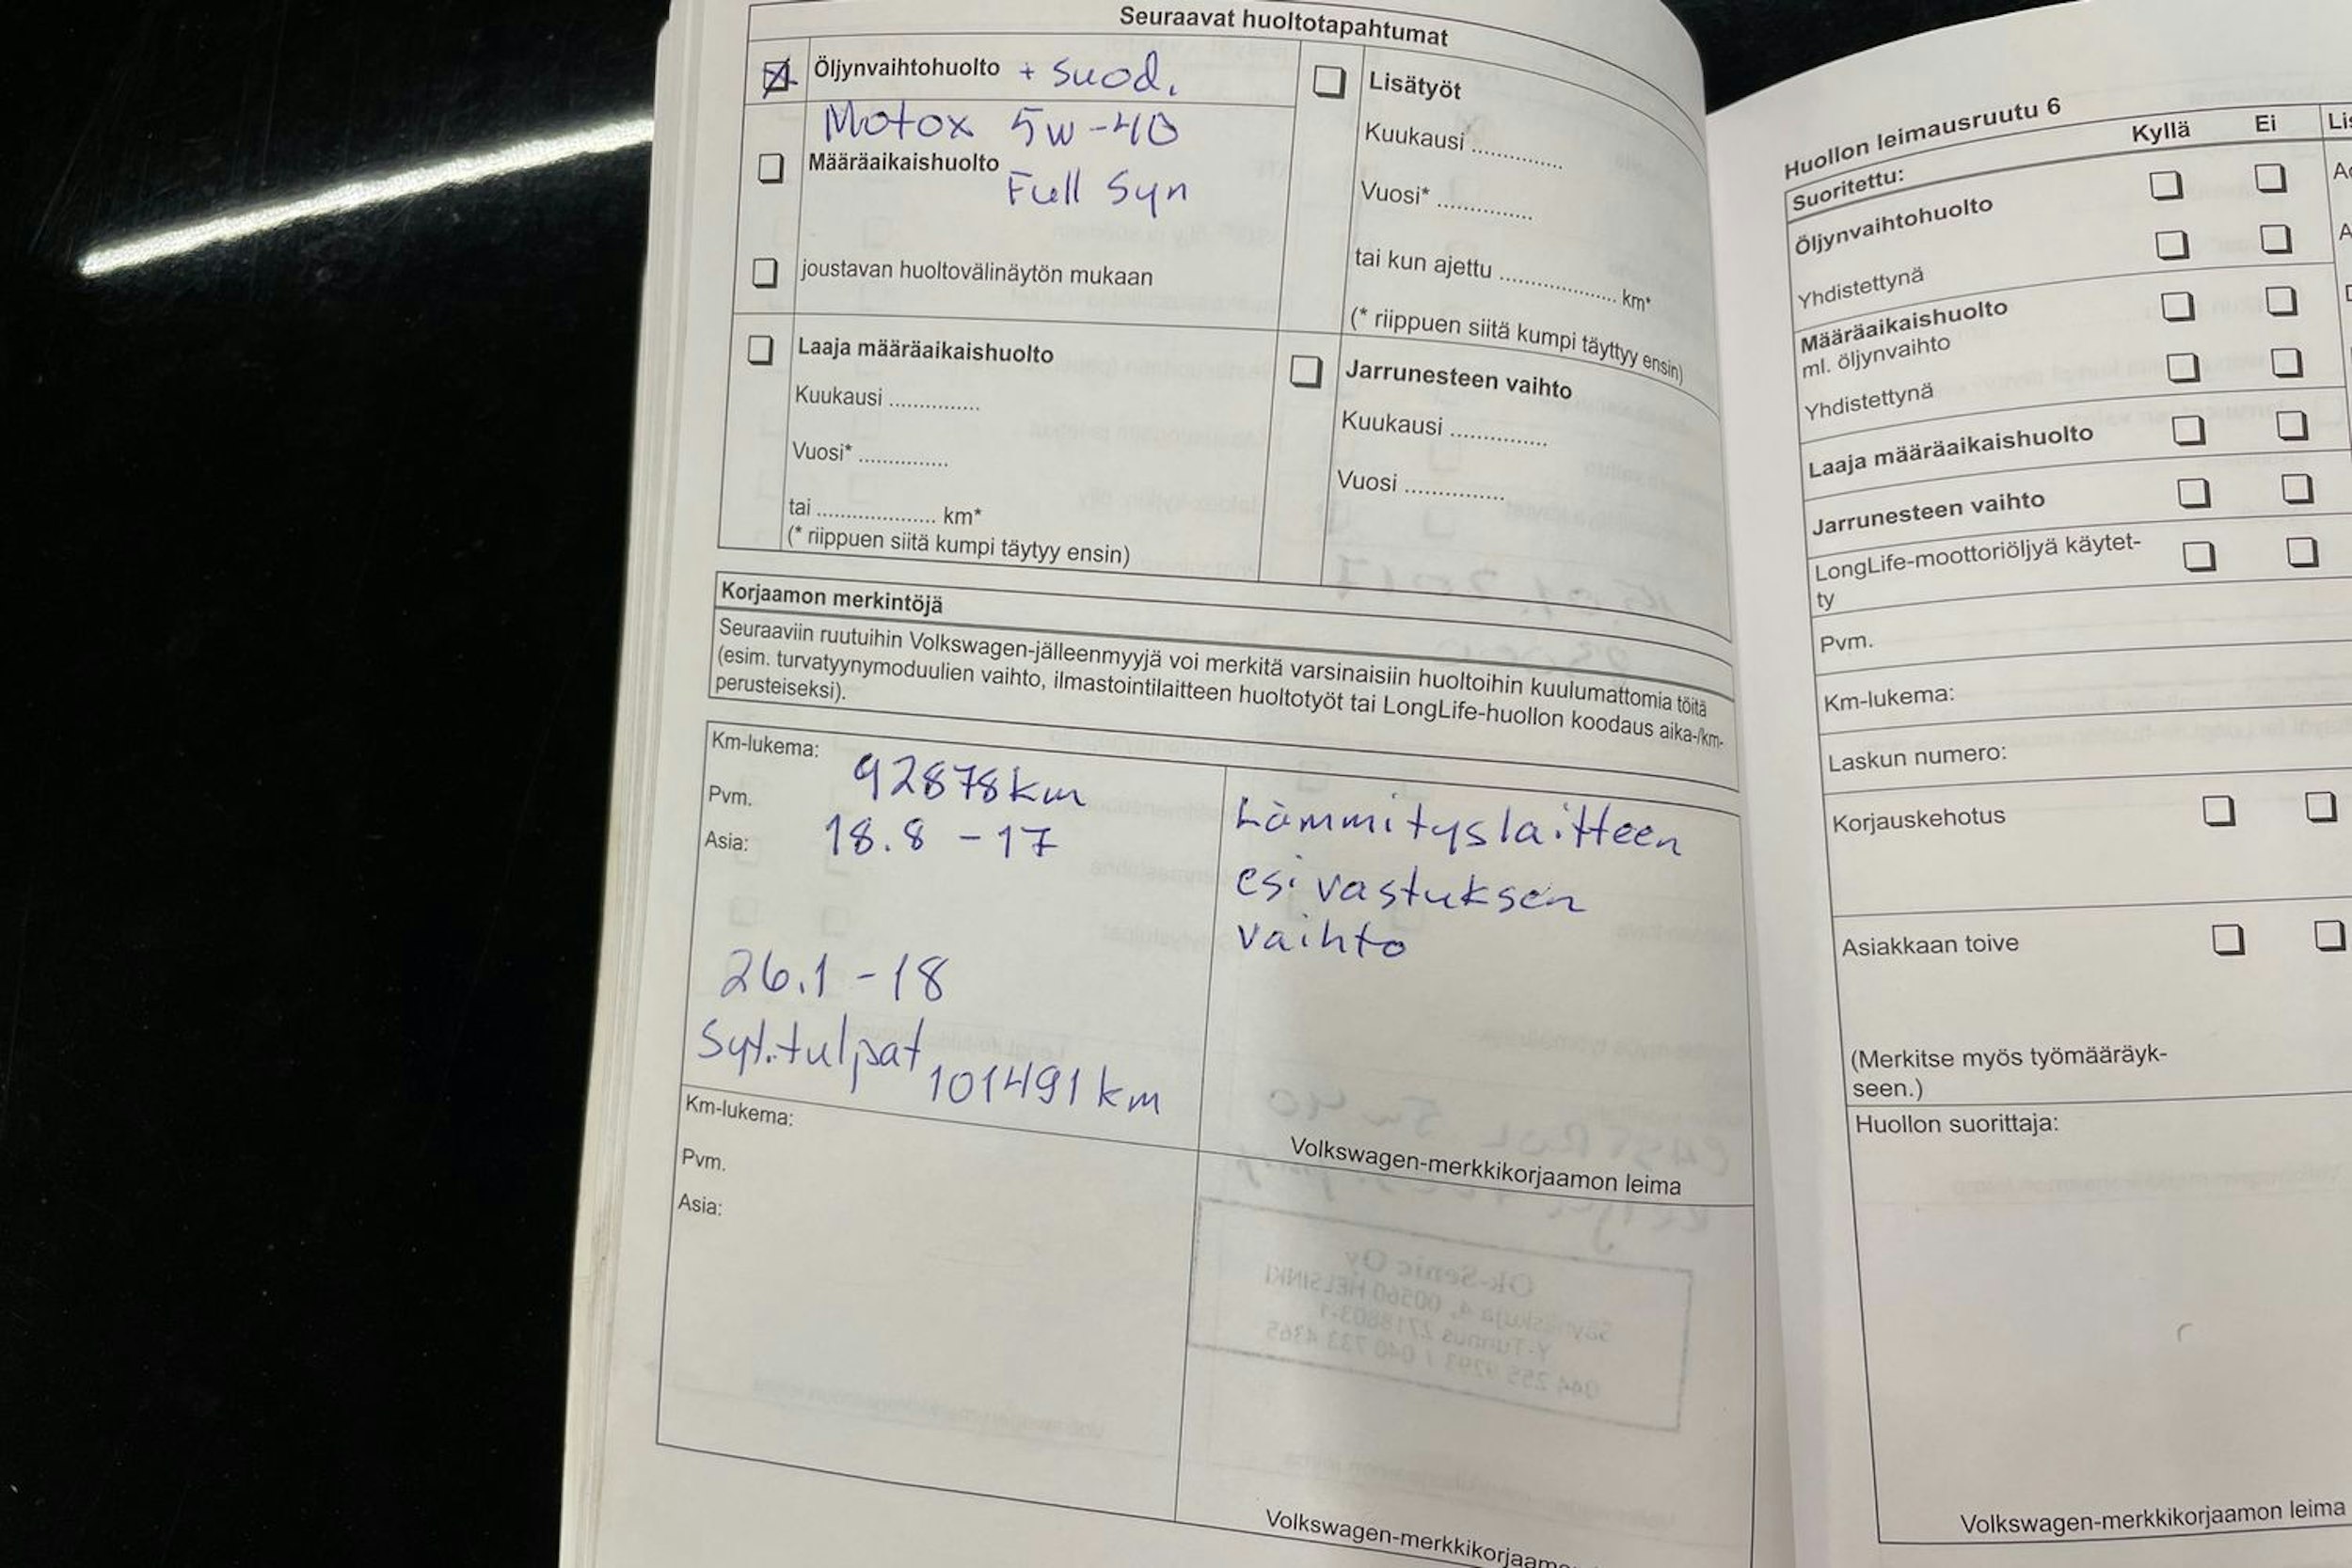 Seuraavat huoltotapahtumat
Öljynvaihtohuolto + suod.
Motox 5w-40
Määräaikaishuolto
Full Syn
joustavan huoltovälinäytön mukaan
Laaja määräaikaishuolto
Kuukausi ...............
Vuosi* ...............
tai .................... km*
(* riippuen siitä kumpi täytyy ensin)
Lisätyöt
Kuukausi ...............
Vuosi* ................
tai kun ajettu .................... km*
(* riippuen siitä kumpi täyttyy ensin)
Jarrunesteen vaihto
Kuukausi ................
Vuosi .................
Korjaamon merkintöjä
Seuraaviin ruutuihin Volkswagen-jälleenmyyjä voi merkitä varsinaisiin huoltoihin kuulumattomia töitä
(esim. turvatyynymoduulien vaihto, ilmastointilaitteen huoltotyöt tai LongLife-huollon koodaus aika-/km-
perusteiseksi).
Km-lukema: 92878km
Pvm.
Asia: 18.8 -17
26.1 -18
Syt.tulpat
101491 km
Lämmityslaitteen
esivastuksen
vaihto
Volkswagen-merkkikorjaamon leima
Km-lukema:
Pvm.
Asia:
Huollon leimausruutu 6
Suoritettu:
Kyllä Ei
Öljynvaihtohuolto
Yhdistettynä
Määräaikaishuolto
ml. öljynvaihto
Yhdistettynä
Laaja määräaikaishuolto
Jarrunesteen vaihto
LongLife-moottoriöljyä käytet-
ty
Pvm.
Km-lukema:
Laskun numero:
Korjauskehotus
Asiakkaan toive
(Merkitse myös työmääräyk-
seen.)
Huollon suorittaja:
Volkswagen-merkkikorjaamon leima